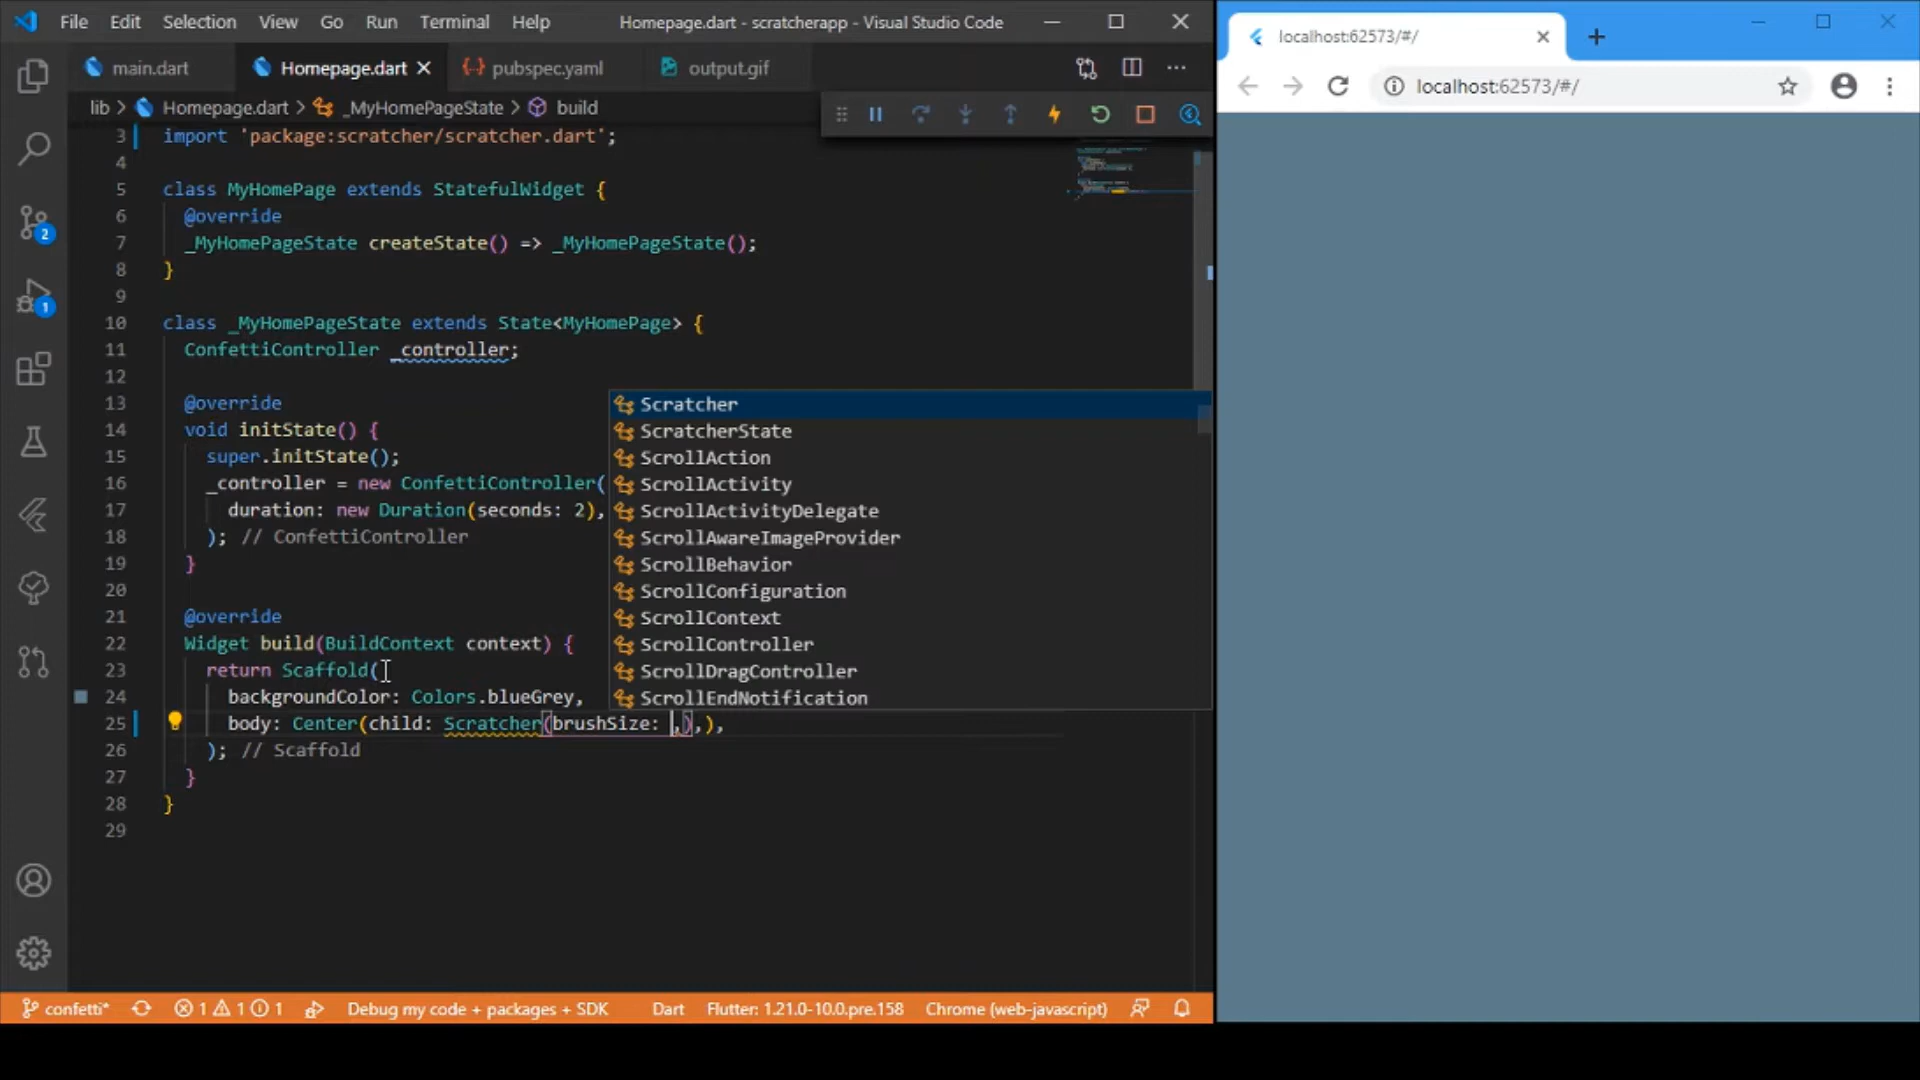 File Edit Selection View Go Run Terminal Help Homepage.dart - scratcherapp - Visual Studio Code
main.dart Homepage.dart pubspec.yaml output.gif
lib > Homepage.dart > _MyHomePageState > build
3 import 'package:scratcher/scratcher.dart';
4
5 class MyHomePage extends StatefulWidget {
6 @override
7 _MyHomePageState createState() => _MyHomePageState();
8 }
9
10 class _MyHomePageState extends State<MyHomePage> {
11 ConfettiController _controller;
12
13 @override
14 void initState() {
15 super.initState();
16 _controller = new ConfettiController(
17 duration: new Duration(seconds: 2),
18 ); // ConfettiController
19 }
20
21 @override
22 Widget build(BuildContext context) {
23 return Scaffold(
24 backgroundColor: Colors.blueGrey,
25 body: Center(child: Scratcher(brushSize: ,),),
26 ); // Scaffold
27 }
28 }
29
Scratcher
ScratcherState
ScrollAction
ScrollActivity
ScrollActivityDelegate
ScrollAwareImageProvider
ScrollBehavior
ScrollConfiguration
ScrollContext
ScrollController
ScrollDragController
ScrollEndNotification
2
1
confetti* 1 1 1 Debug my code + packages + SDK Dart Flutter: 1.21.0-10.0.pre.158 Chrome (web-javascript)
localhost:62573/#/
localhost:62573/#/